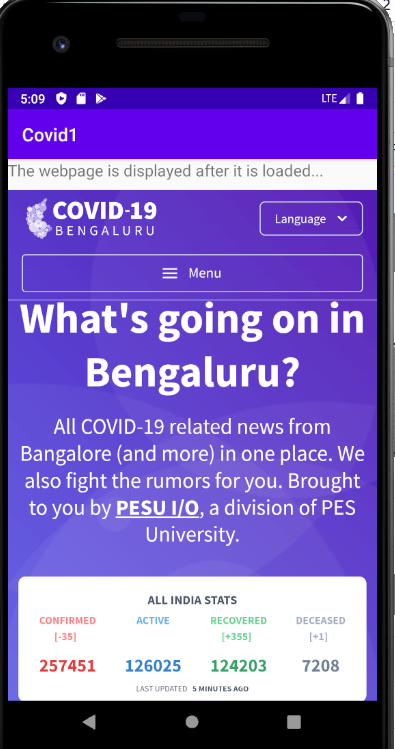 2
5:09 LTE
Covid1
The webpage is displayed after it is loaded...
COVID-19
BENGALURU
Language
Menu
What's going on in
Bengaluru?
All COVID-19 related news from
Bangalore (and more) in one place. We
also fight the rumors for you. Brought
to you by PESU I/O, a division of PES
University.
ALL INDIA STATS
CONFIRMED ACTIVE RECOVERED DECEASED
[-35] [+355] [+1]
257451 126025 124203 7208
LAST UPDATED 5 MINUTES AGO